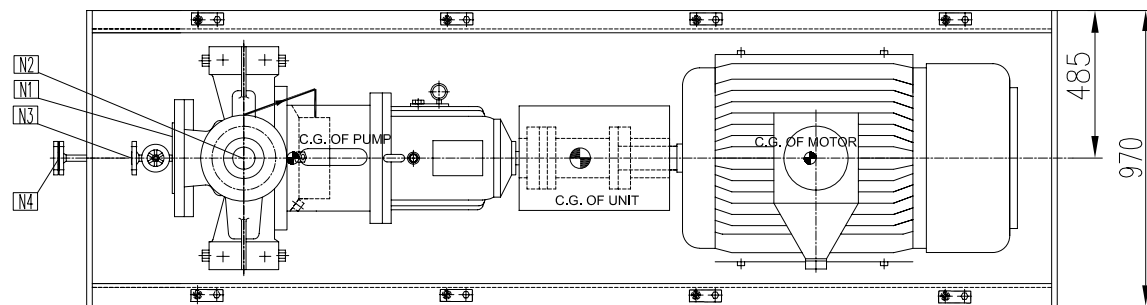 N2
N1
N3
N4
C.G. OF PUMP
C.G. OF UNIT
C.G. OF MOTOR
485
970